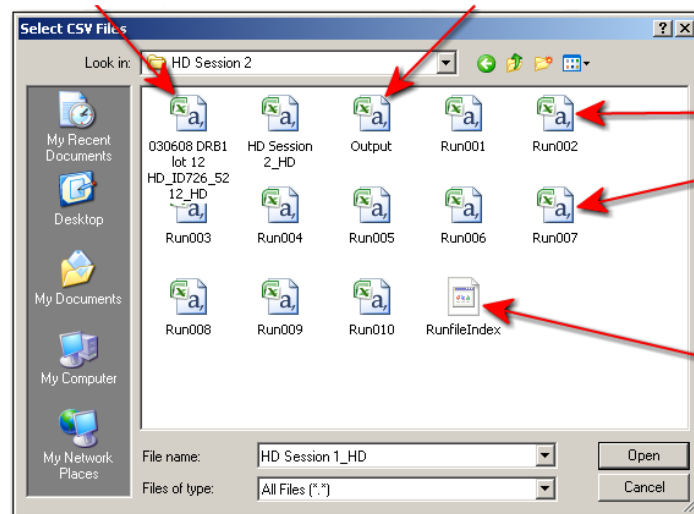 Select CSV Files
Look in: HD Session 2
My Recent
Documents
Desktop
My Documents
My Computer
My Network
Places
030608 DRB1
lot 12
HD_ID726_52
12_HD
HD Session
2_HD
Output
Run001
Run002
Run003
Run004
Run005
Run006
Run007
Run008
Run009
Run010
RunfileIndex
File name: HD Session 1_HD Open
Files of type: All Files (*.*) Cancel